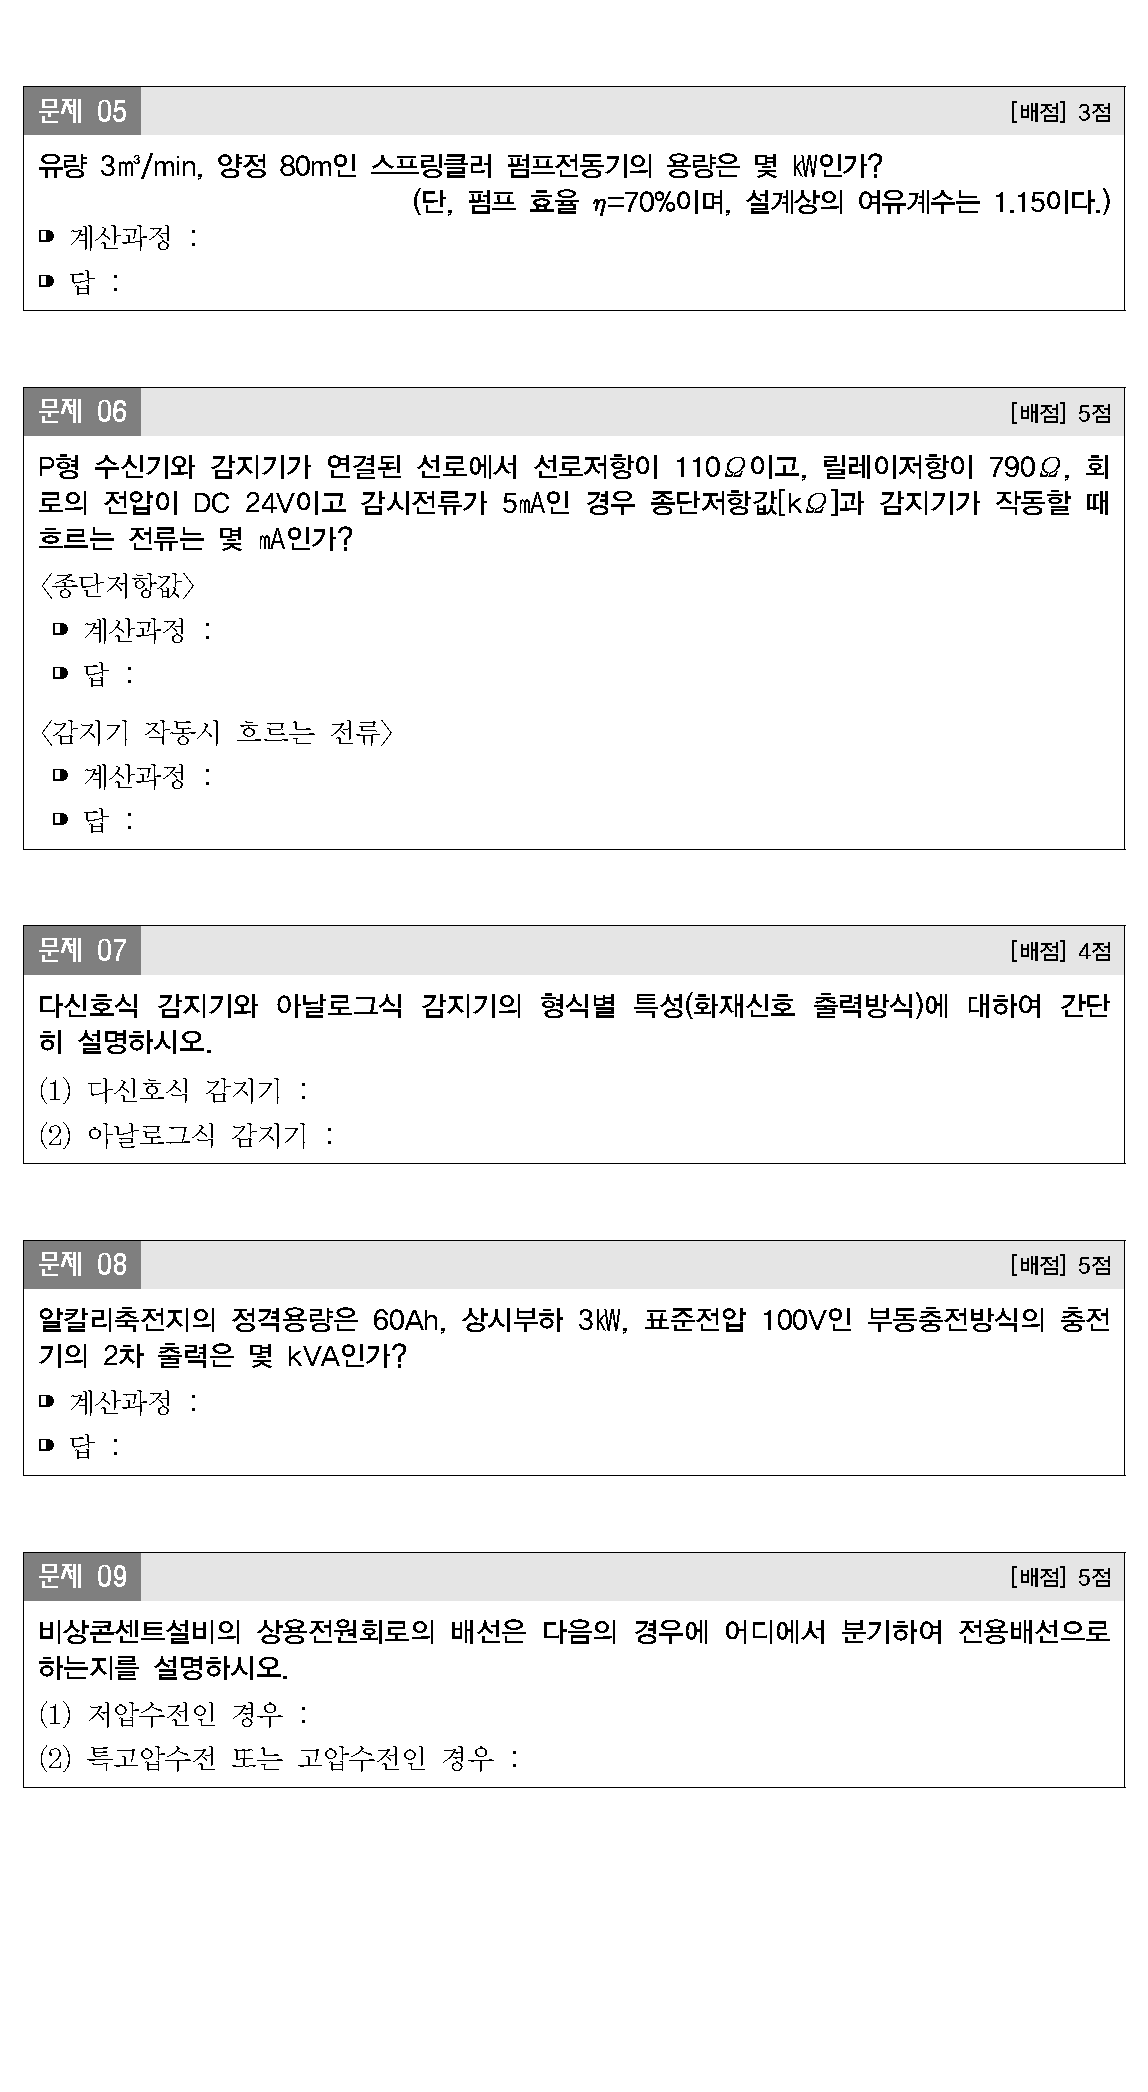 문제 05 [배점] 3점
유량 3㎥/min, 양정 80m인 스프링클러 펌프전동기의 용량은 몇 ㎾인가?
(단, 펌프 효율 η=70%이며, 설계상의 여유계수는 1.15이다.)
◘ 계산과정 :
◘ 답 :
문제 06 [배점] 5점
P형 수신기와 감지기가 연결된 선로에서 선로저항이 110Ω이고, 릴레이저항이 790Ω, 회
로의 전압이 DC 24V이고 감시전류가 5㎃인 경우 종단저항값[kΩ]과 감지기가 작동할 때
흐르는 전류는 몇 ㎃인가?
〈종단저항값〉
◘ 계산과정 :
◘ 답 :
〈감지기 작동시 흐르는 전류〉
◘ 계산과정 :
◘ 답 :
문제 07 [배점] 4점
다신호식 감지기와 아날로그식 감지기의 형식별 특성(화재신호 출력방식)에 대하여 간단
히 설명하시오.
(1) 다신호식 감지기 :
(2) 아날로그식 감지기 :
문제 08 [배점] 5점
알칼리축전지의 정격용량은 60Ah, 상시부하 3㎾, 표준전압 100V인 부동충전방식의 충전
기의 2차 출력은 몇 kVA인가?
◘ 계산과정 :
◘ 답 :
문제 09 [배점] 5점
비상콘센트설비의 상용전원회로의 배선은 다음의 경우에 어디에서 분기하여 전용배선으로
하는지를 설명하시오.
(1) 저압수전인 경우 :
(2) 특고압수전 또는 고압수전인 경우 :